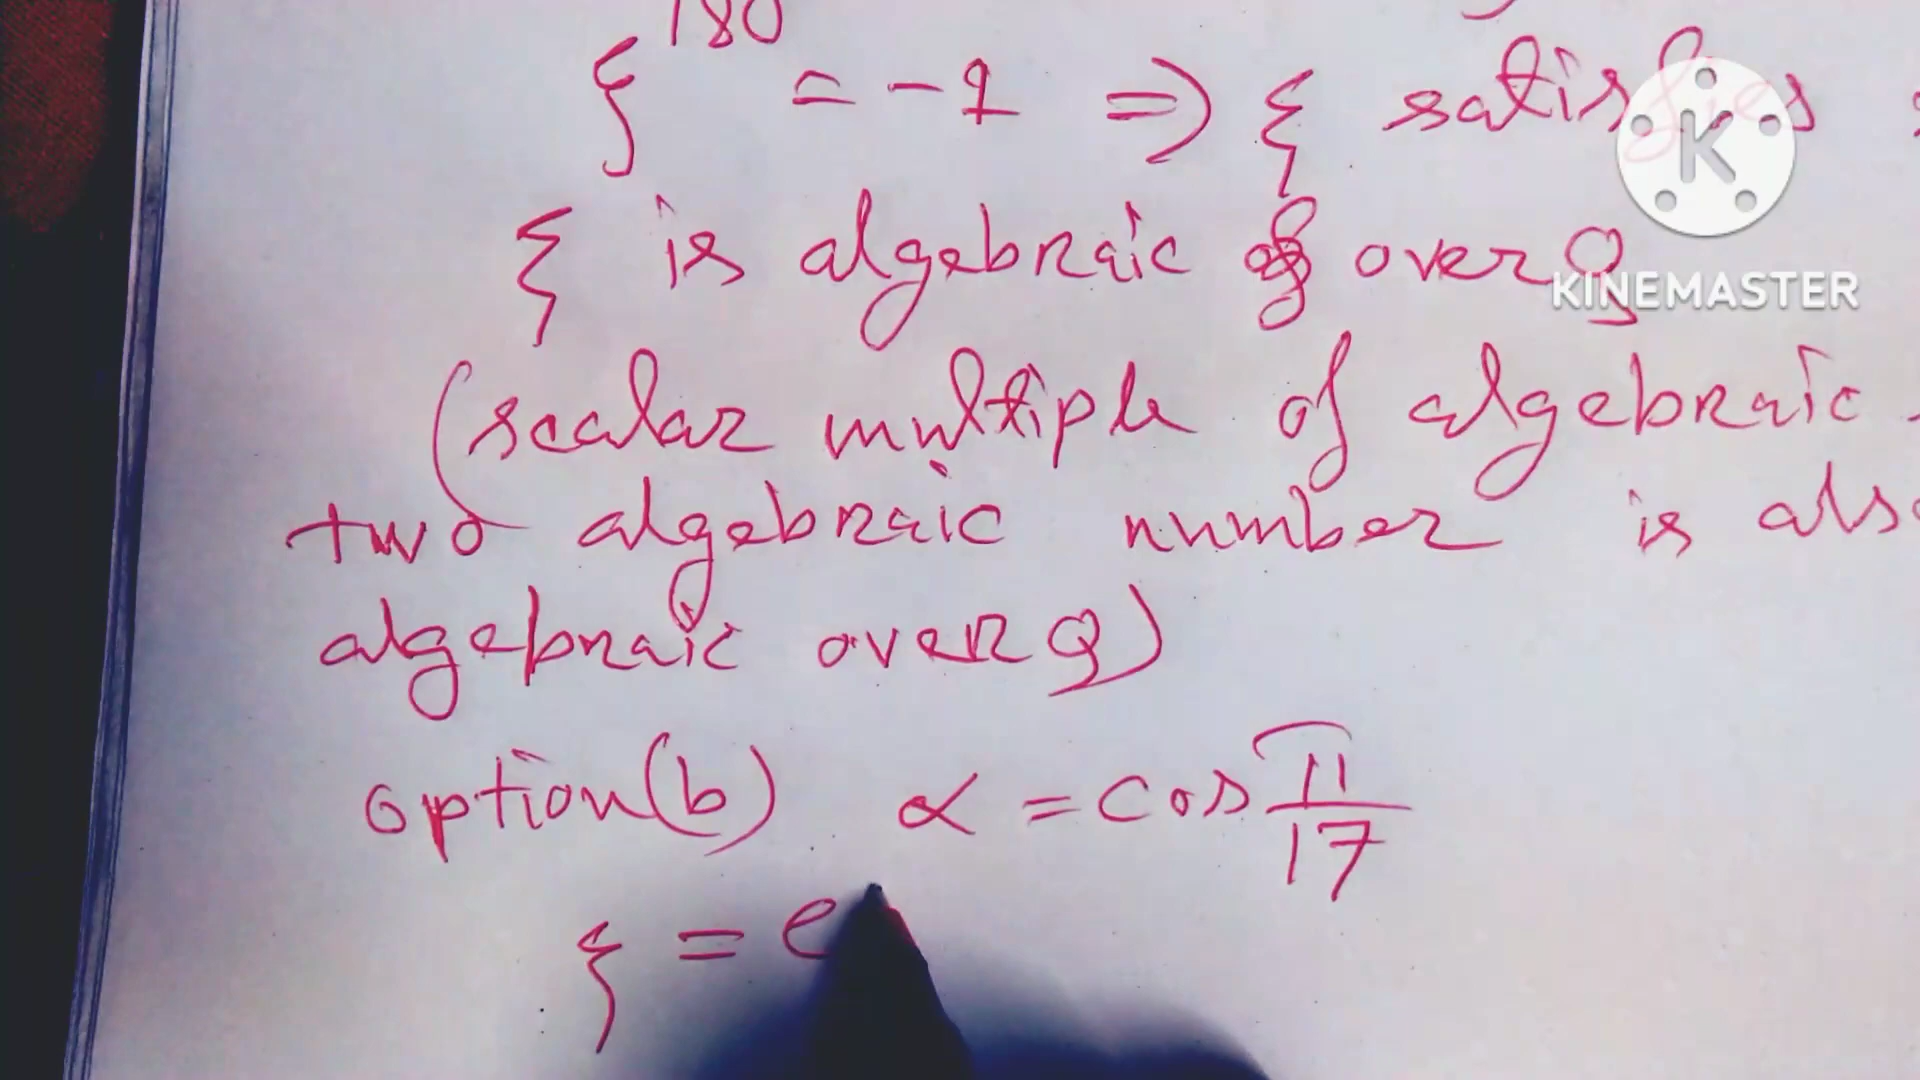 ξ^180 = -1 ⇒ ξ satisfies
ξ is algebraic over Q
(scalar multiple of algebraic
two algebraic number is also
algebraic over Q)
option(b) α = cos π/17
ξ = e
K
KINEMASTER